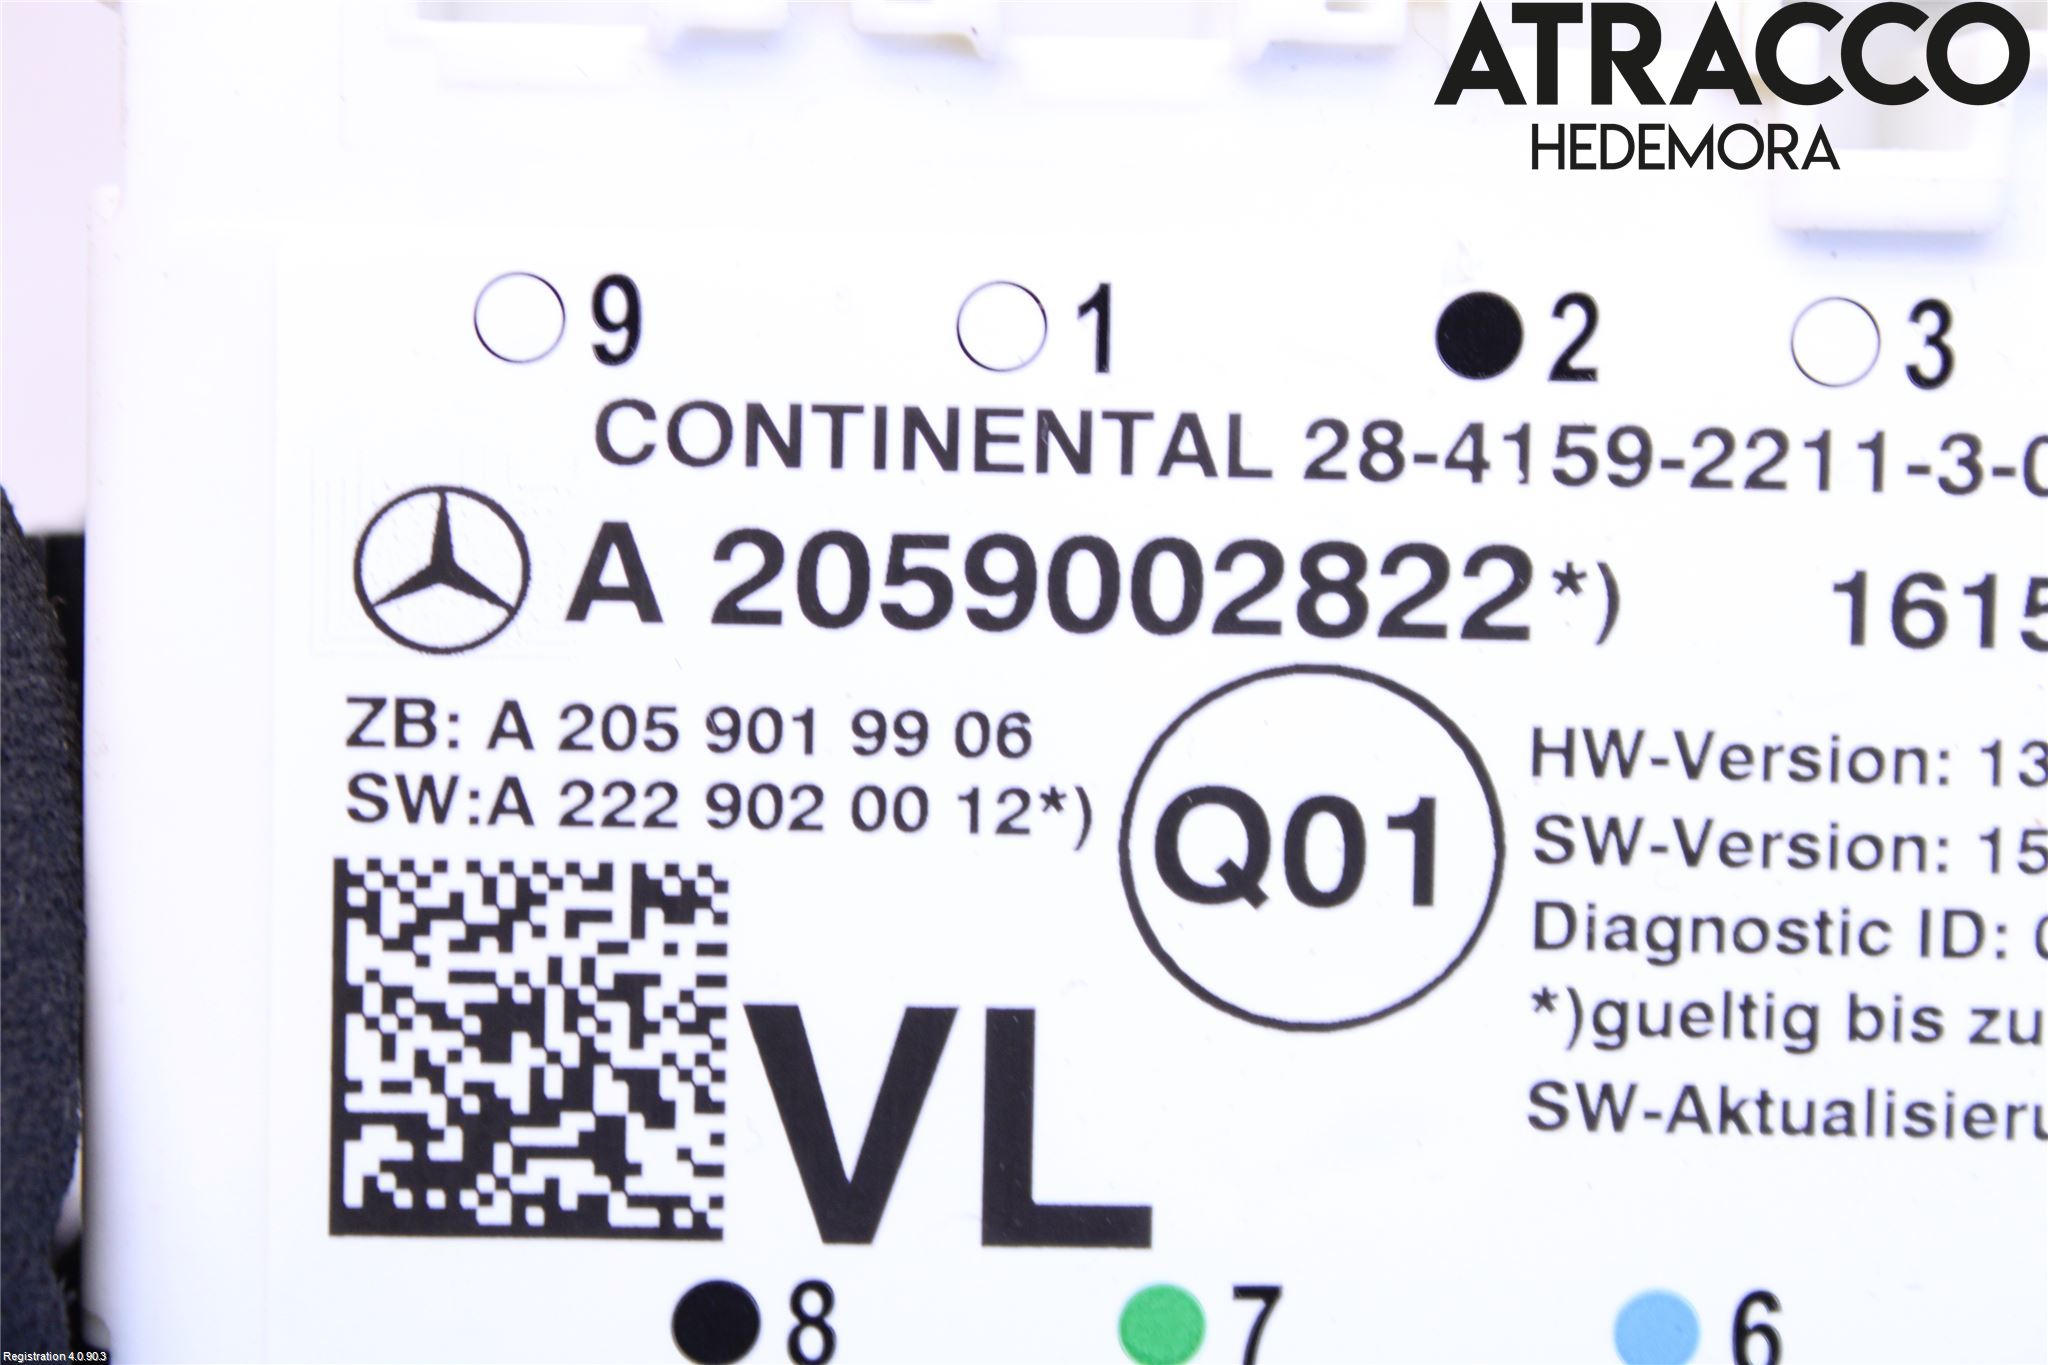 ATRACCO
HEDEMORA
9 1 2 3
CONTINENTAL 28-4159-2211-3-0
A 2059002822*) 1615
ZB: A 205 901 99 06
SW:A 222 902 00 12*)
Q01
HW-Version: 13
SW-Version: 15
Diagnostic ID: 0
*)gueltig bis zu
SW-Aktualisieru
VL
8 7 6
Registration 4.0.90.3